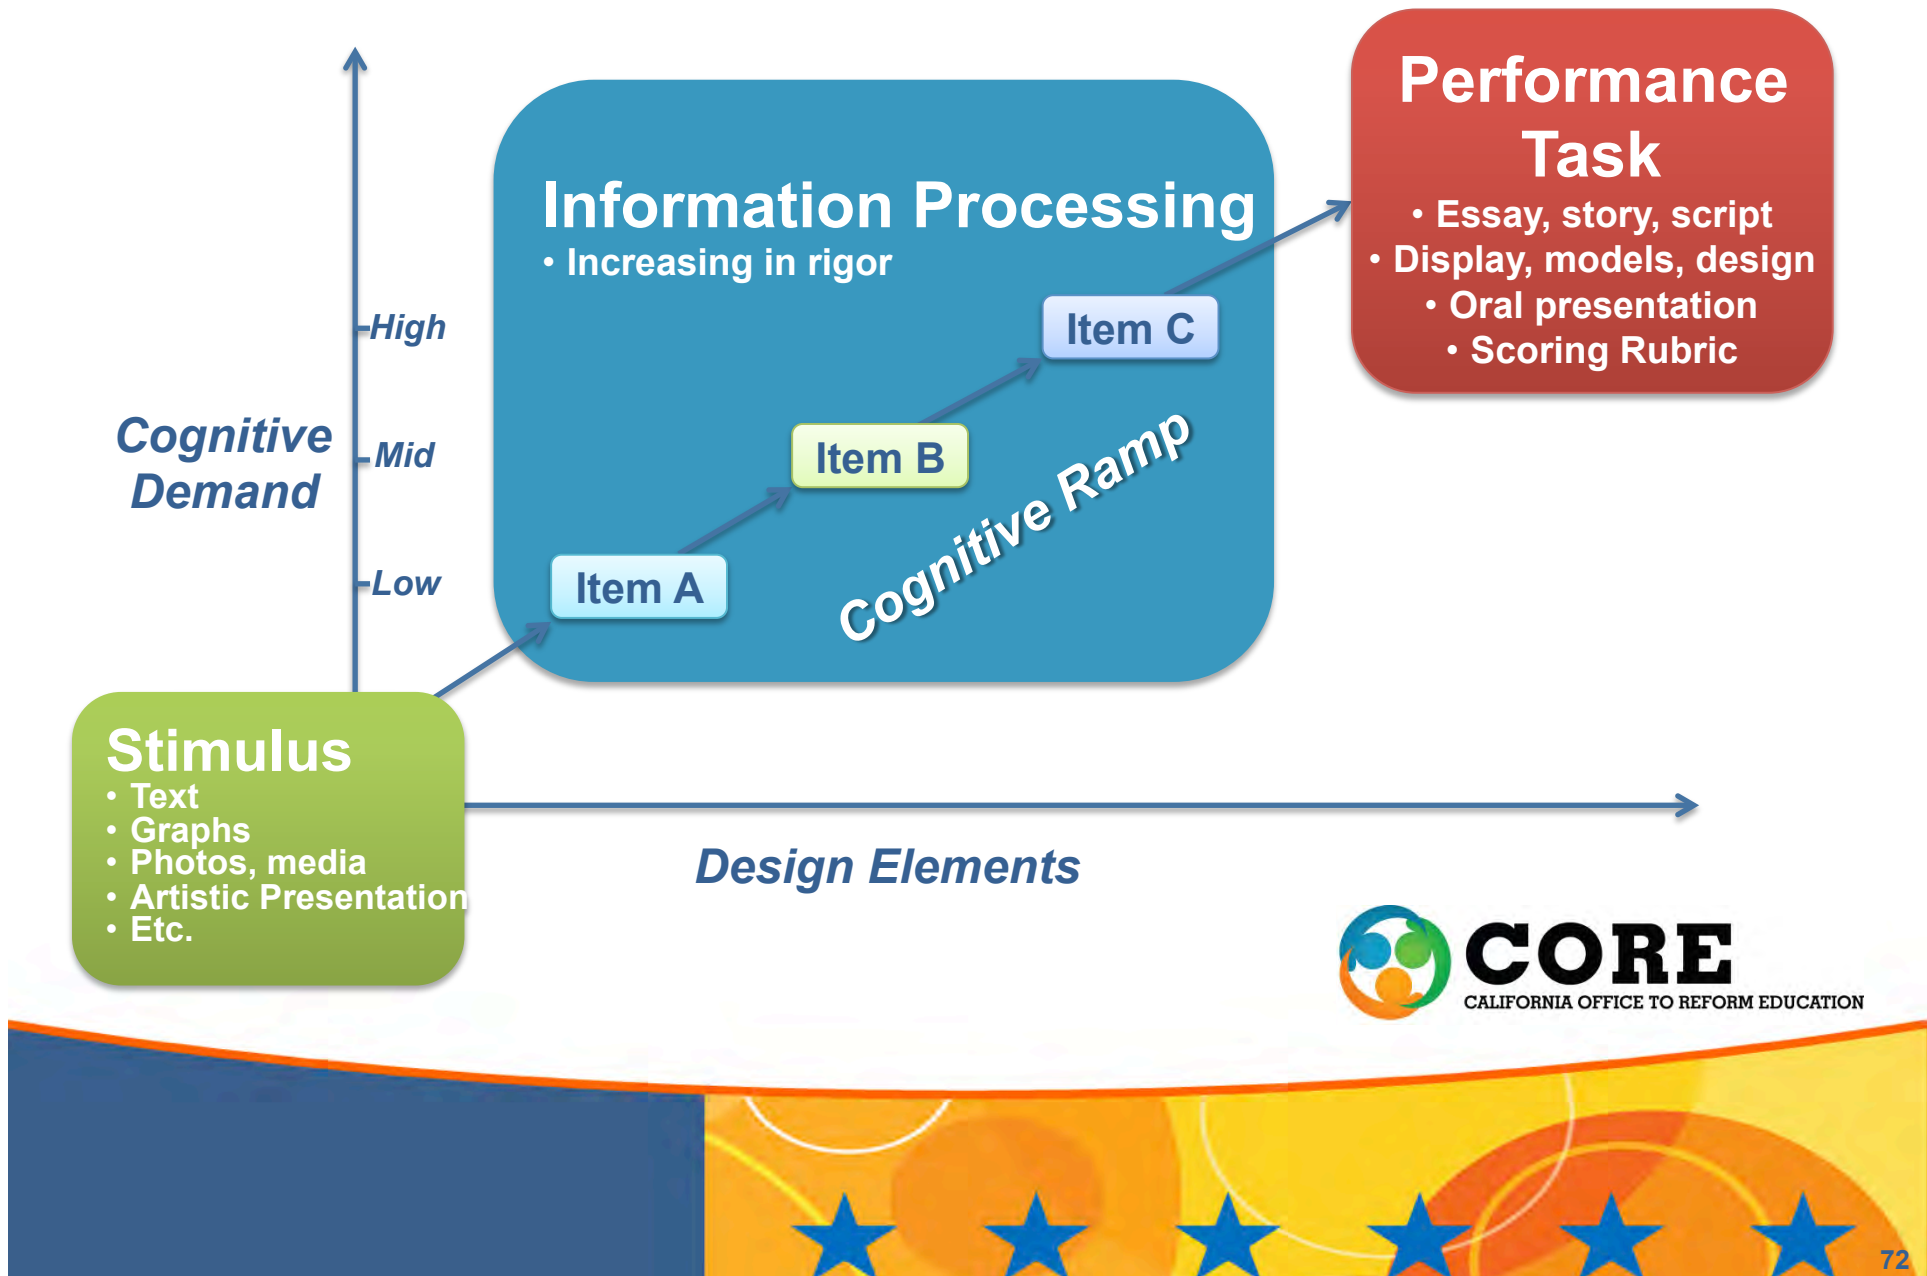 Performance
Task
• Essay, story, script
• Display, models, design
• Oral presentation
• Scoring Rubric
Information Processing
• Increasing in rigor
High
Item C
Cognitive
Demand
Mid
Item B
Cognitive Ramp
Low
Item A
Stimulus
• Text
• Graphs
• Photos, media
• Artistic Presentation
• Etc.
Design Elements
CORE
CALIFORNIA OFFICE TO REFORM EDUCATION
72